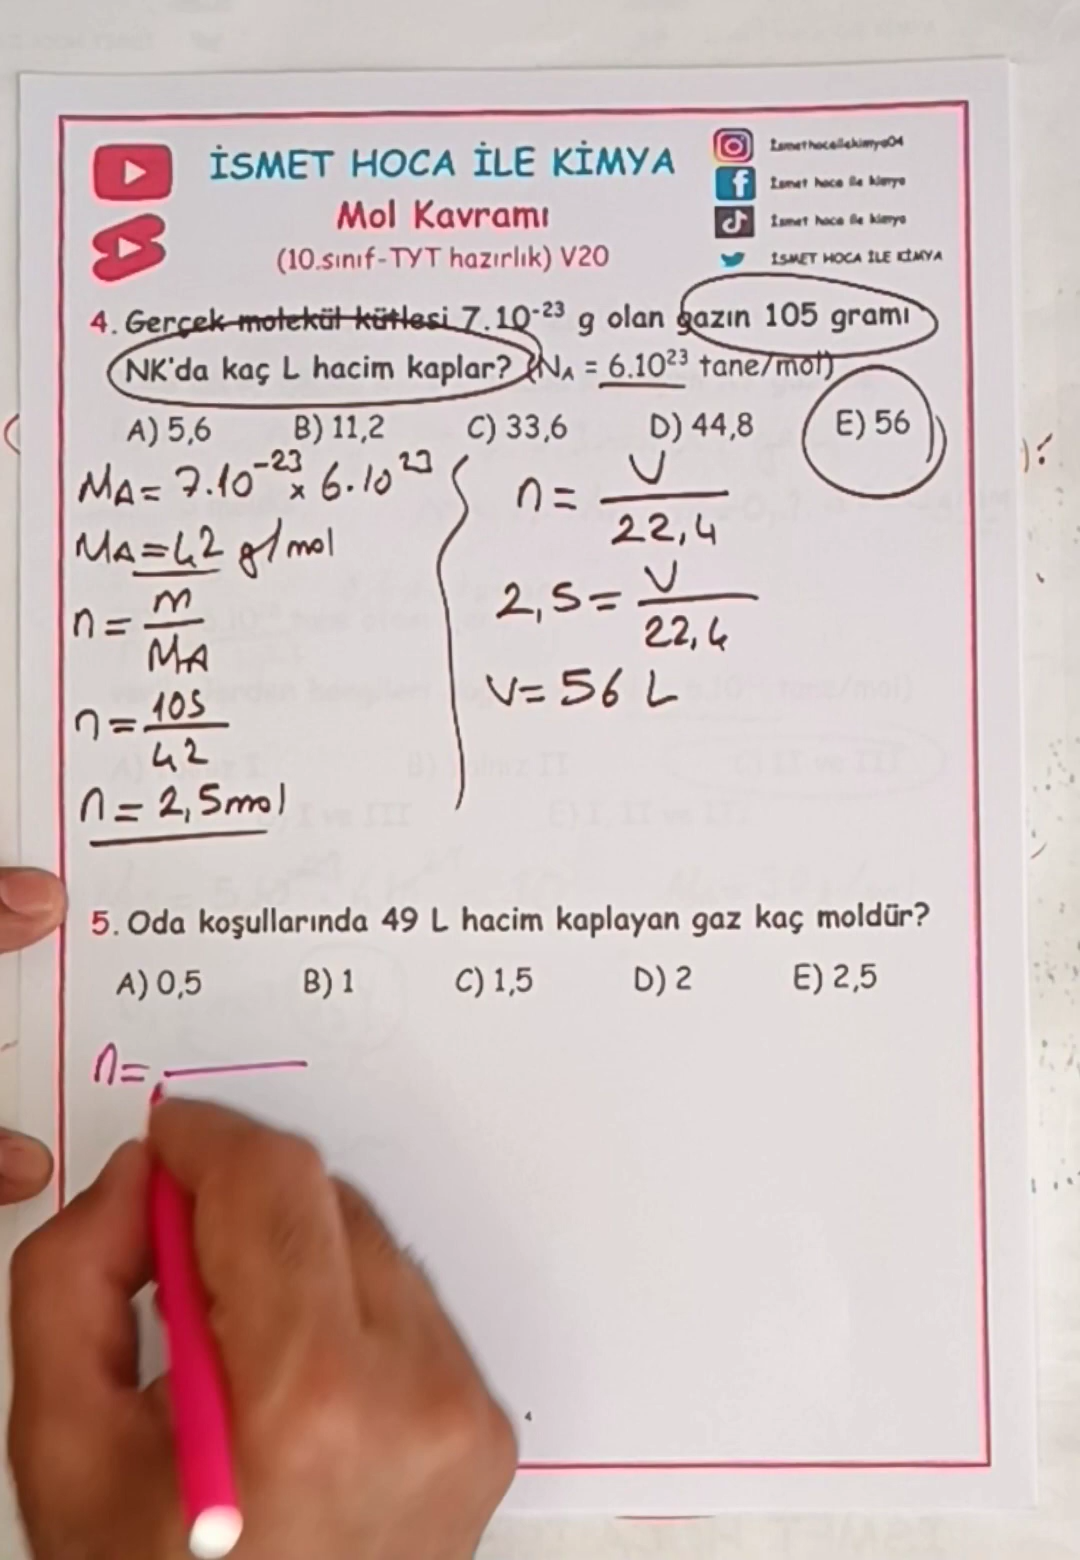 İSMET HOCA İLE KİMYA
Mol Kavramı
(10.sınıf-TYT hazırlık) V20
İsmethocailekimya04
İsmet hoca ile kimya
İsmet hoca ile kimya
İSMET HOCA İLE KİMYA
4. Gerçek molekül kütlesi 7.10⁻²³ g olan gazın 105 gramı
NK'da kaç L hacim kaplar? (N_A = 6.10²³ tane/mol)
A) 5,6 B) 11,2 C) 33,6 D) 44,8 E) 56
MA = 7.10⁻²³ × 6.10²³
MA = 42 g/mol
n = m/MA
n = 105/42
n = 2,5 mol
n = V/22,4
2,5 = V/22,4
V = 56 L
5. Oda koşullarında 49 L hacim kaplayan gaz kaç moldür?
A) 0,5 B) 1 C) 1,5 D) 2 E) 2,5
n =
4